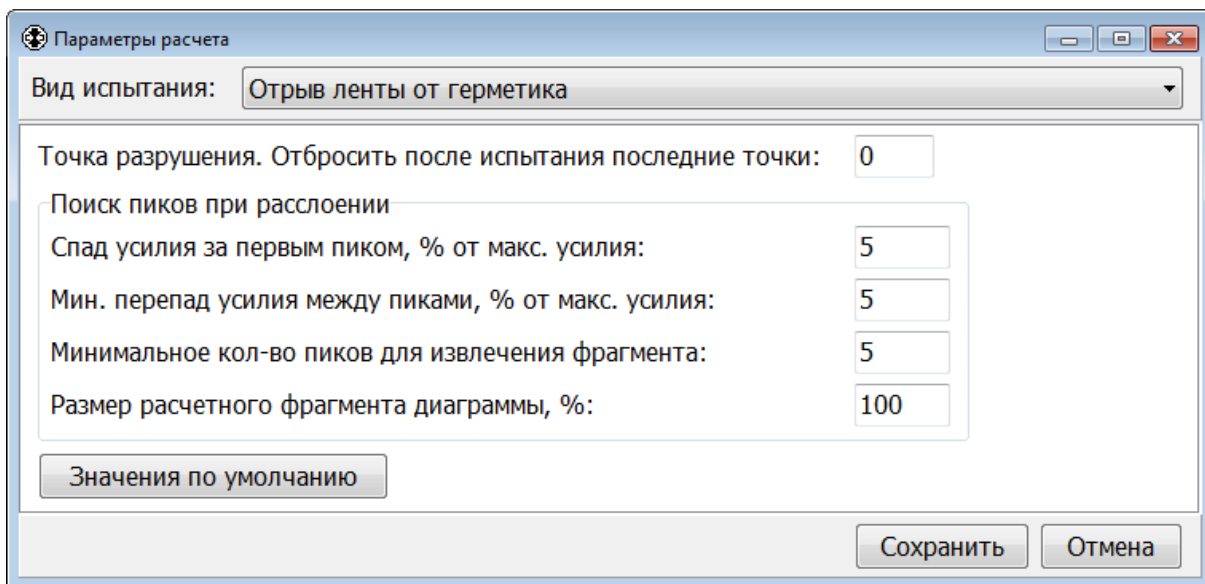 Параметры расчета
Вид испытания: Отрыв ленты от герметика
Точка разрушения. Отбросить после испытания последние точки: 0
Поиск пиков при расслоении
Спад усилия за первым пиком, % от макс. усилия: 5
Мин. перепад усилия между пиками, % от макс. усилия: 5
Минимальное кол-во пиков для извлечения фрагмента: 5
Размер расчетного фрагмента диаграммы, %: 100
Значения по умолчанию
Сохранить Отмена